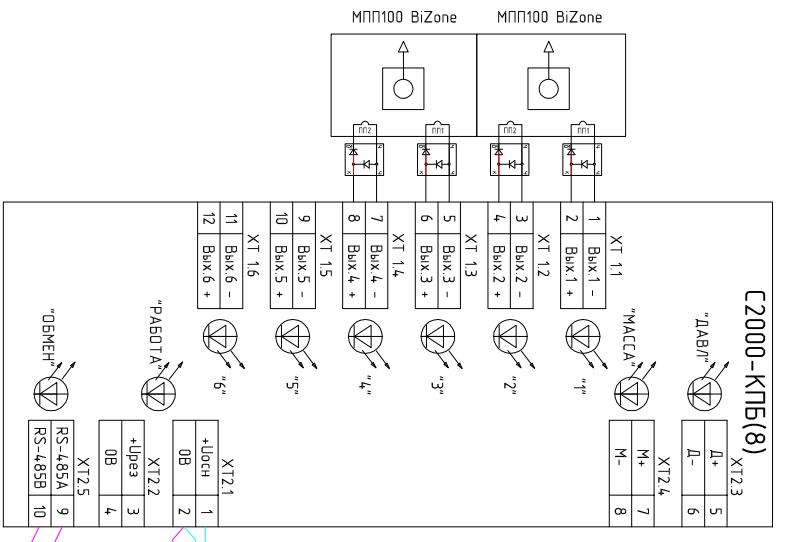 МПП100 BiZone
МПП100 BiZone
ПП2
ПП1
ПП2
ПП1
12
11
10
9
8
7
6
5
4
3
2
1
Вых.6 +
Вых.6 -
Вых.5 +
Вых.5 -
Вых.4 +
Вых.4 -
Вых.3 +
Вых.3 -
Вых.2 +
Вых.2 -
Вых.1 +
Вых.1 -
XT 1.6
XT 1.5
XT 1.4
XT 1.3
XT 1.2
XT 1.1
С2000-КПБ(8)
"ОБМЕН"
"РАБОТА"
"6"
"5"
"4"
"3"
"2"
"1"
"МАССА"
"ДАВЛ"
RS-485B
RS-485A
10
9
XT2.5
0В
+Uрез
4
3
XT2.2
0В
+Uосн
2
1
XT2.1
М-
М+
8
7
XT2.4
Д-
Д+
6
5
XT2.3